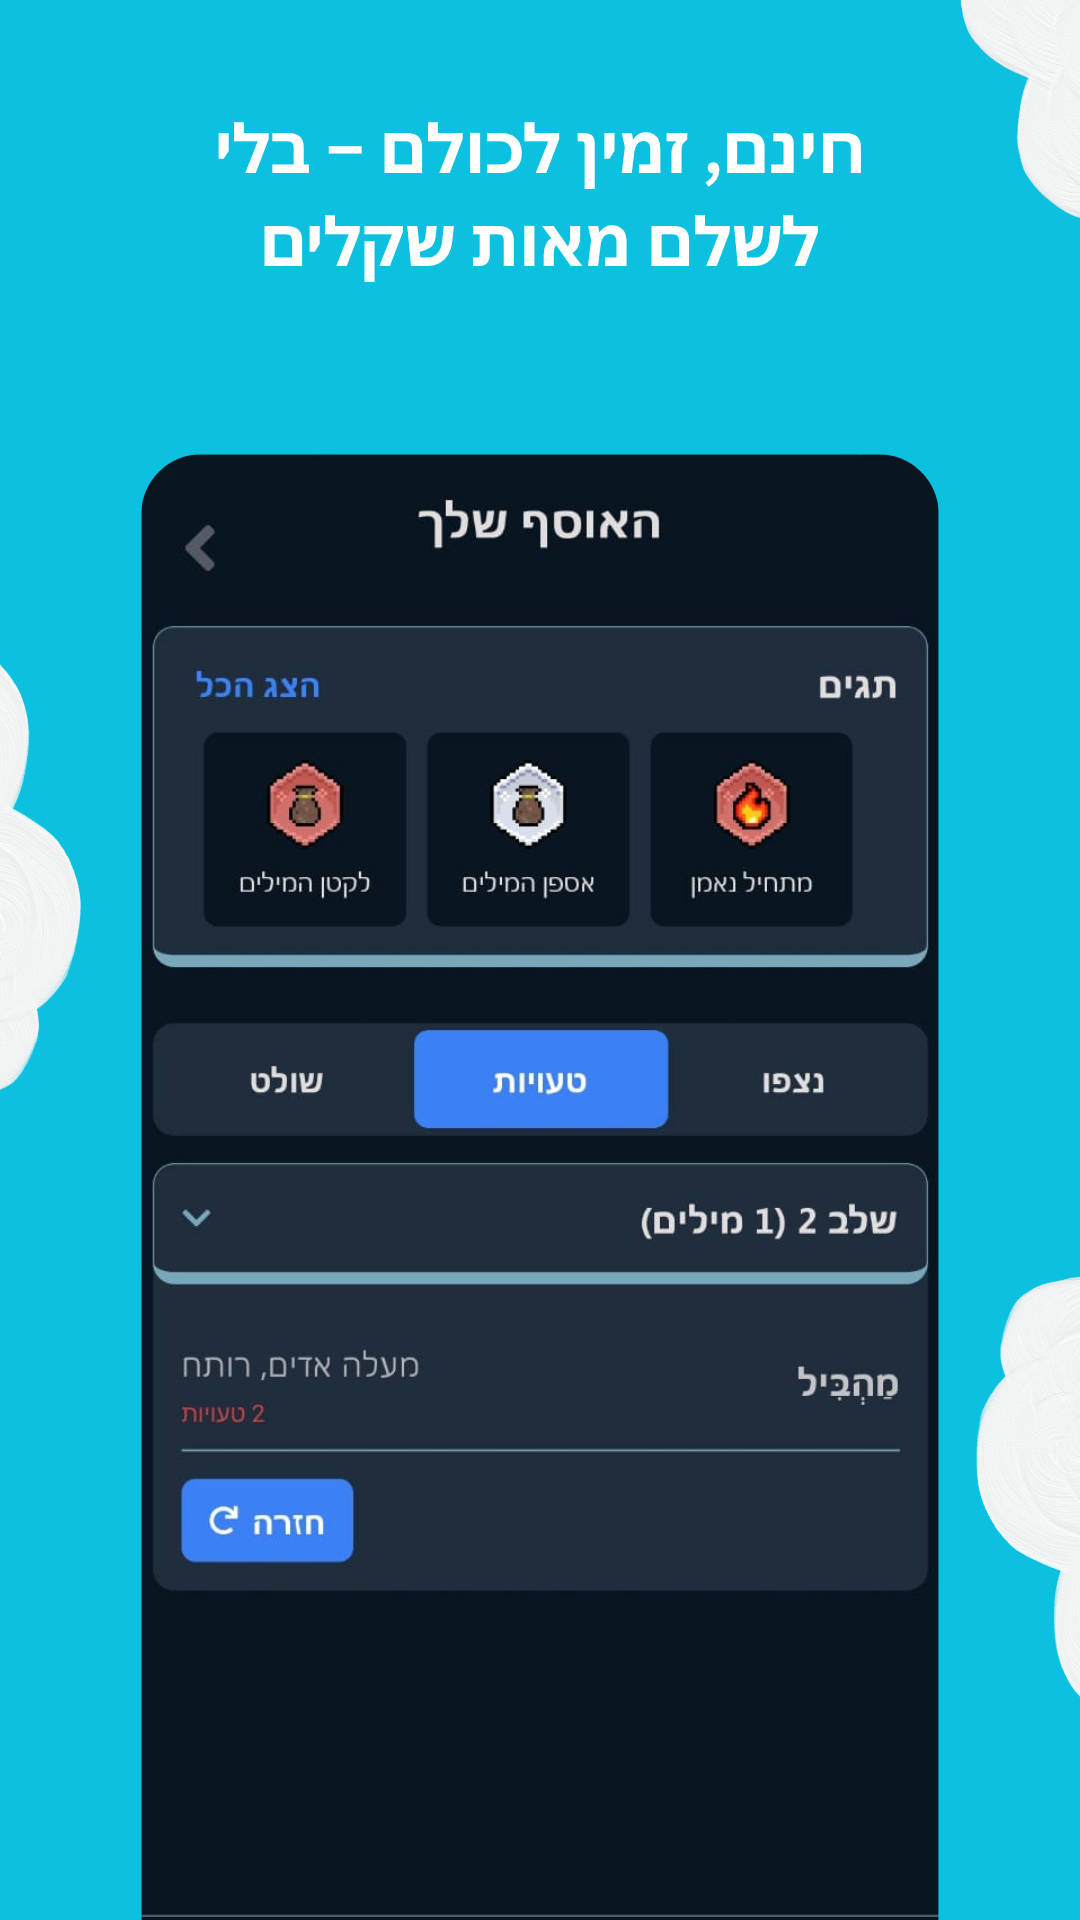 חינם, זמין לכולם – בלי
לשלם מאות שקלים
האוסף שלך
תגים
הצג הכל
מתחיל נאמן
אספן המילים
לקטן המילים
נצפו
טעויות
שולט
שלב 2 (1 מילים)
מַהְבִּיל
מעלה אדים, רותח
2 טעויות
חזרה